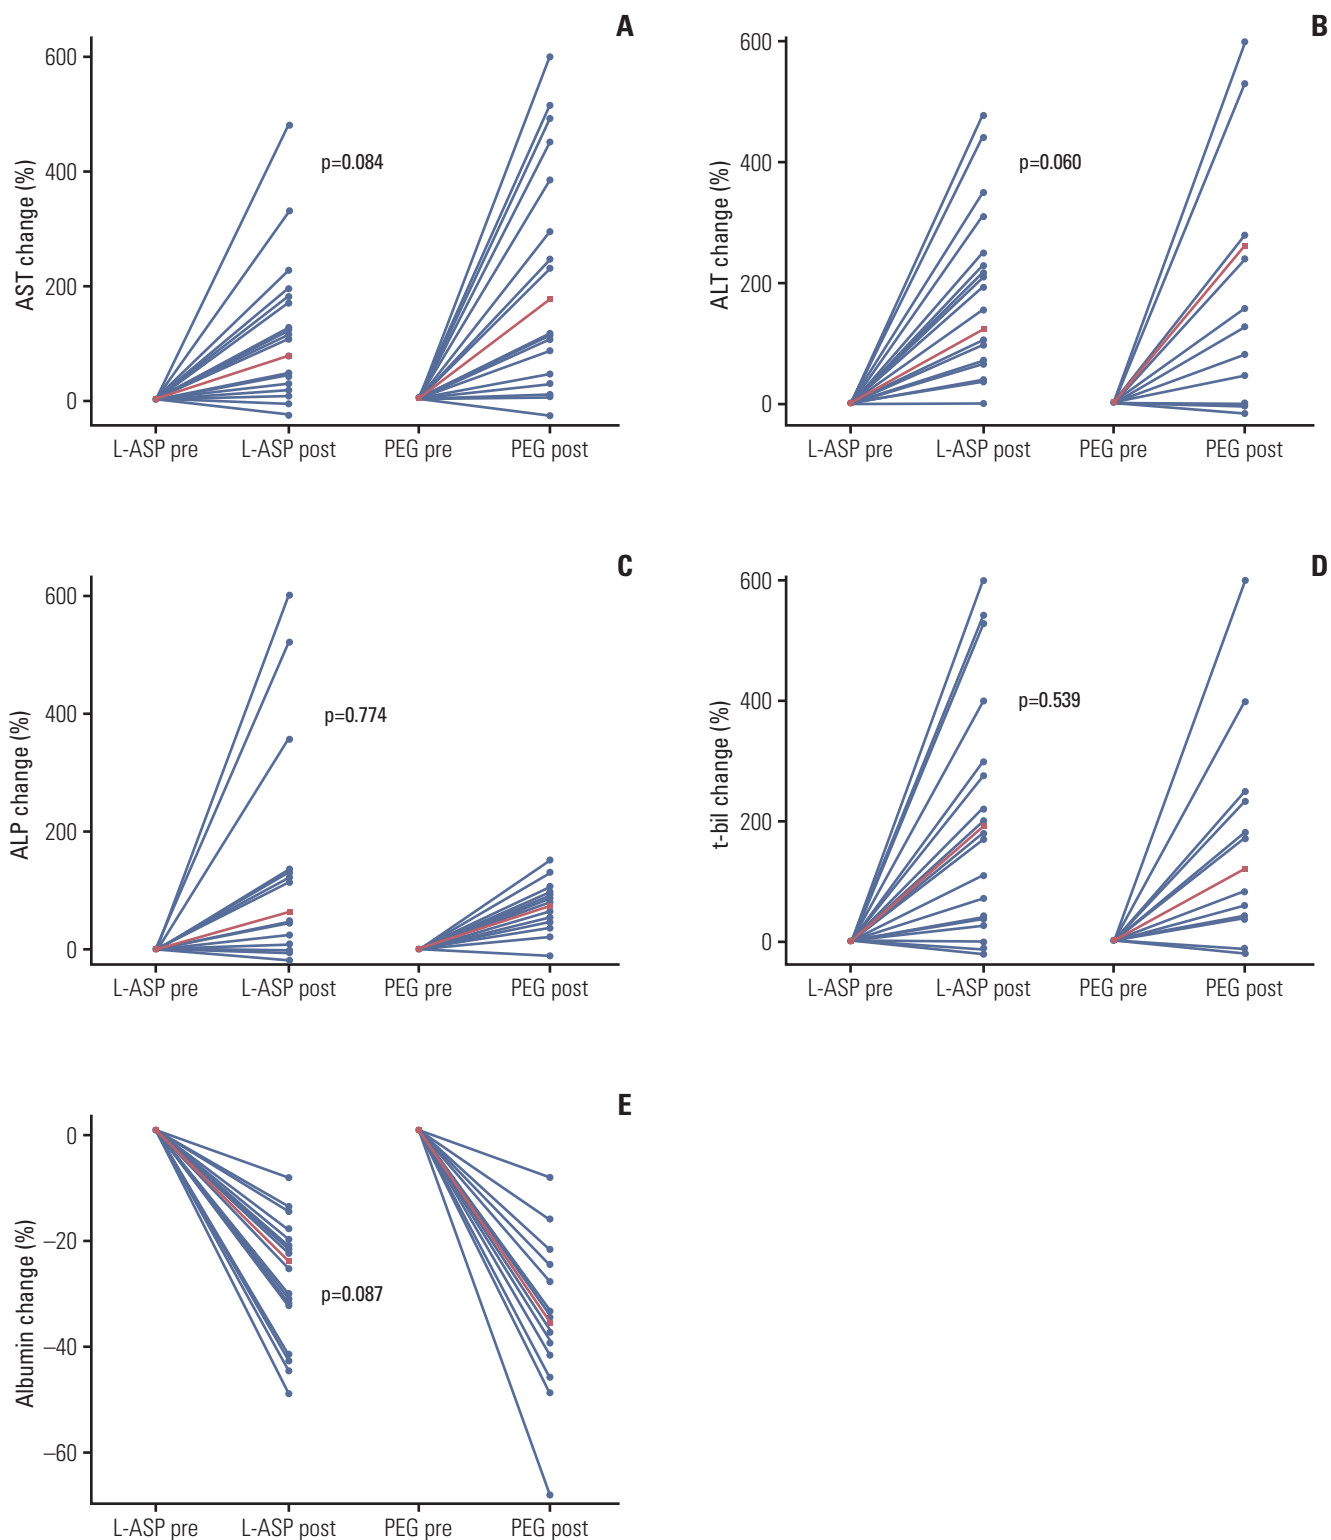 A
AST change (%)
600
400
200
0
p=0.084
L-ASP pre
L-ASP post
PEG pre
PEG post
B
ALT change (%)
600
400
200
0
p=0.060
L-ASP pre
L-ASP post
PEG pre
PEG post
C
ALP change (%)
600
400
200
0
p=0.774
L-ASP pre
L-ASP post
PEG pre
PEG post
D
t-bil change (%)
600
400
200
0
p=0.539
L-ASP pre
L-ASP post
PEG pre
PEG post
E
Albumin change (%)
0
–20
–40
–60
p=0.087
L-ASP pre
L-ASP post
PEG pre
PEG post